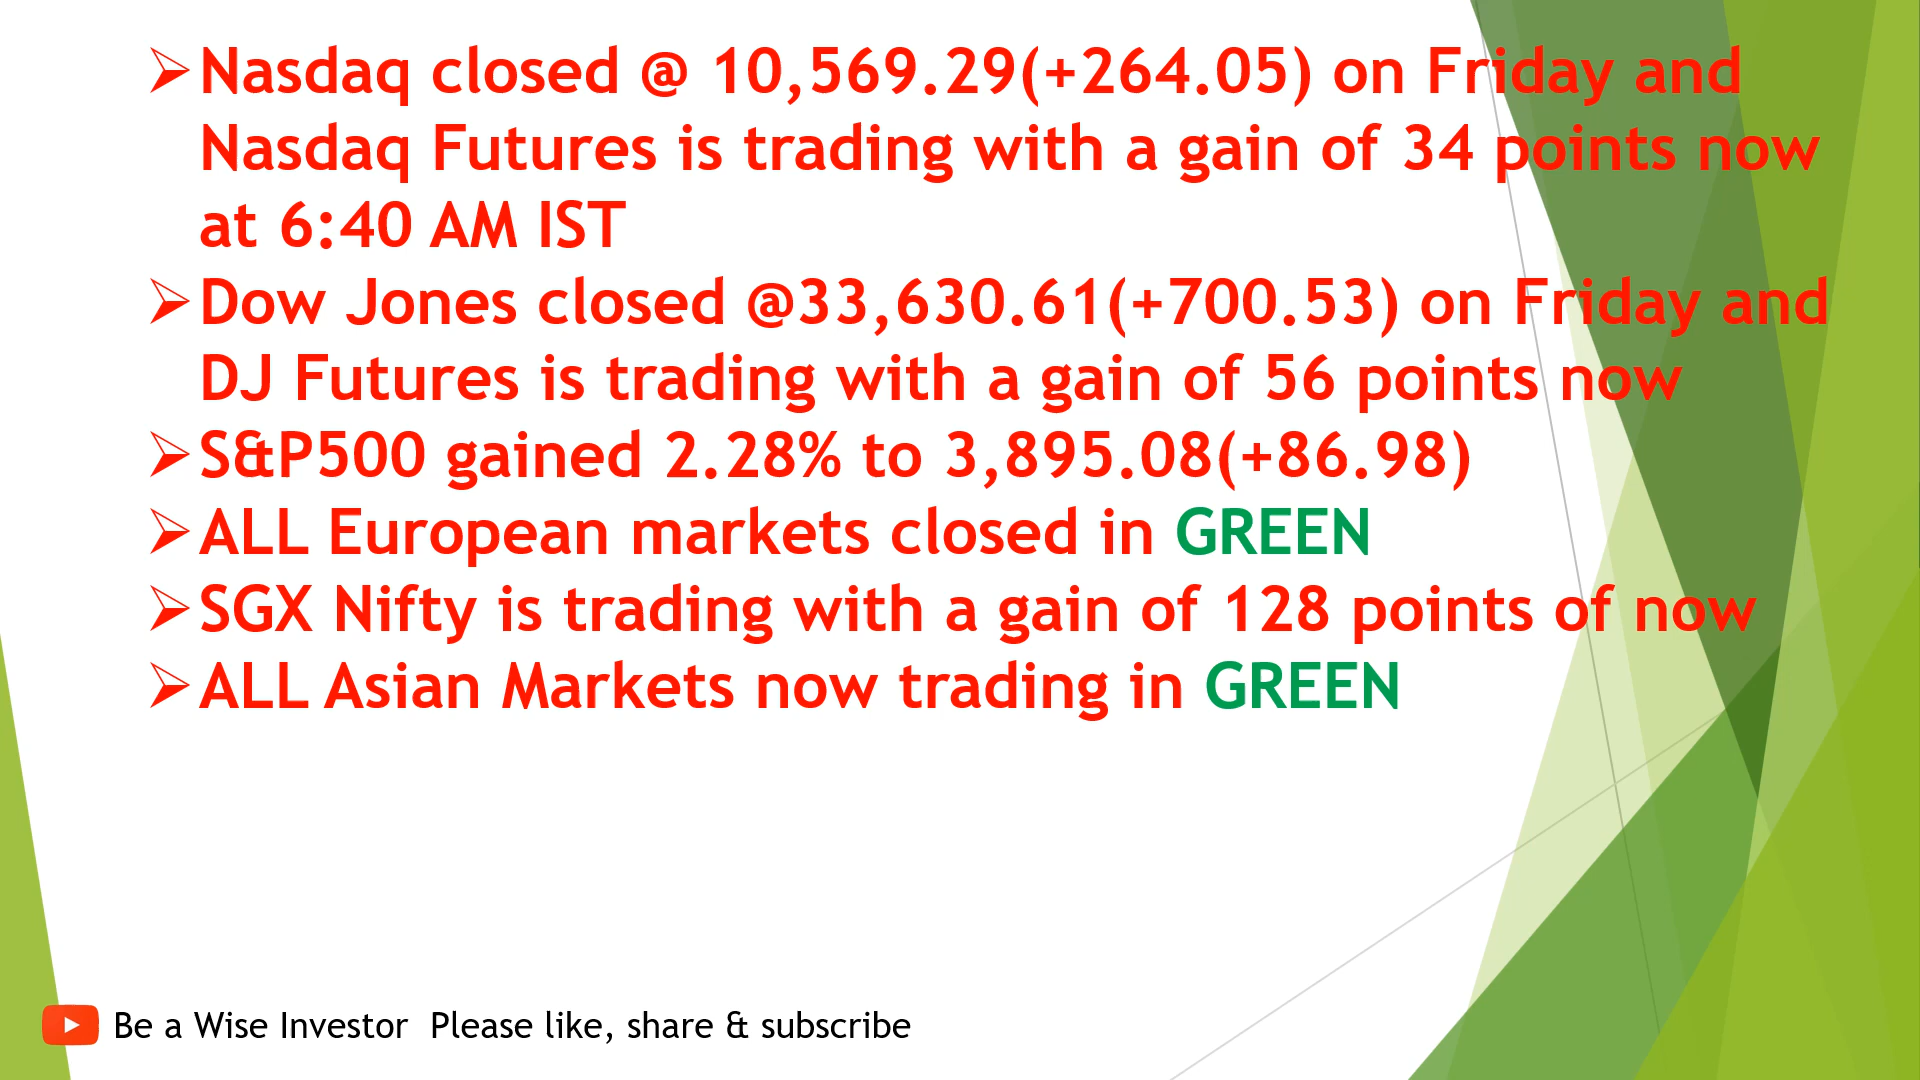 Nasdaq closed @ 10,569.29(+264.05) on Friday and
Nasdaq Futures is trading with a gain of 34 points now
at 6:40 AM IST
Dow Jones closed @33,630.61(+700.53) on Friday and
DJ Futures is trading with a gain of 56 points now
S&P500 gained 2.28% to 3,895.08(+86.98)
ALL European markets closed in GREEN
SGX Nifty is trading with a gain of 128 points of now
ALL Asian Markets now trading in GREEN
Be a Wise Investor  Please like, share & subscribe